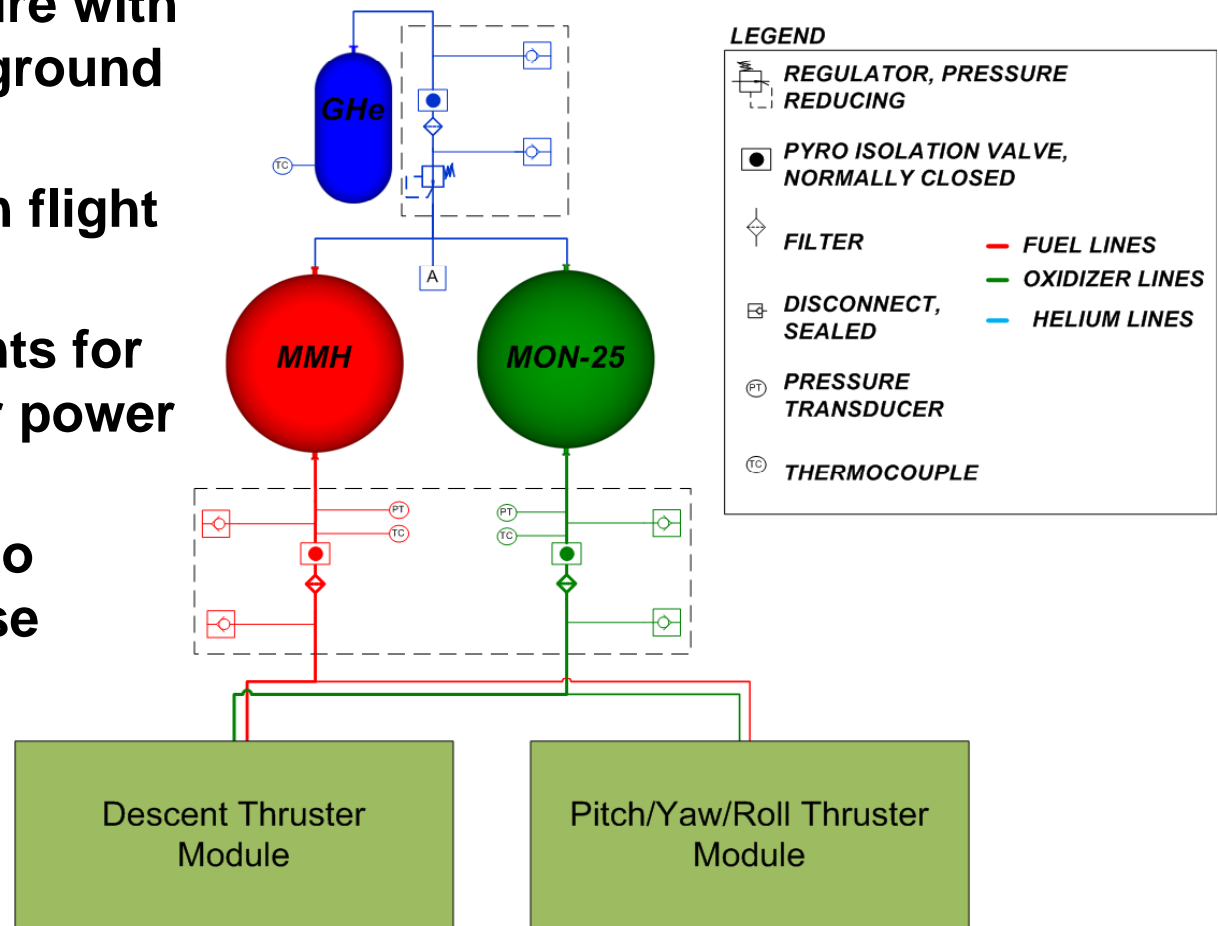 re with
ground
n flight
nts for
r power
o
se
GHe
TC
A
MMH
MON-25
PT
TC
PT
TC
Descent Thruster
Module
Pitch/Yaw/Roll Thruster
Module
LEGEND
REGULATOR, PRESSURE
REDUCING
PYRO ISOLATION VALVE,
NORMALLY CLOSED
FILTER
FUEL LINES
OXIDIZER LINES
DISCONNECT,
SEALED
HELIUM LINES
PT
PRESSURE
TRANSDUCER
TC
THERMOCOUPLE